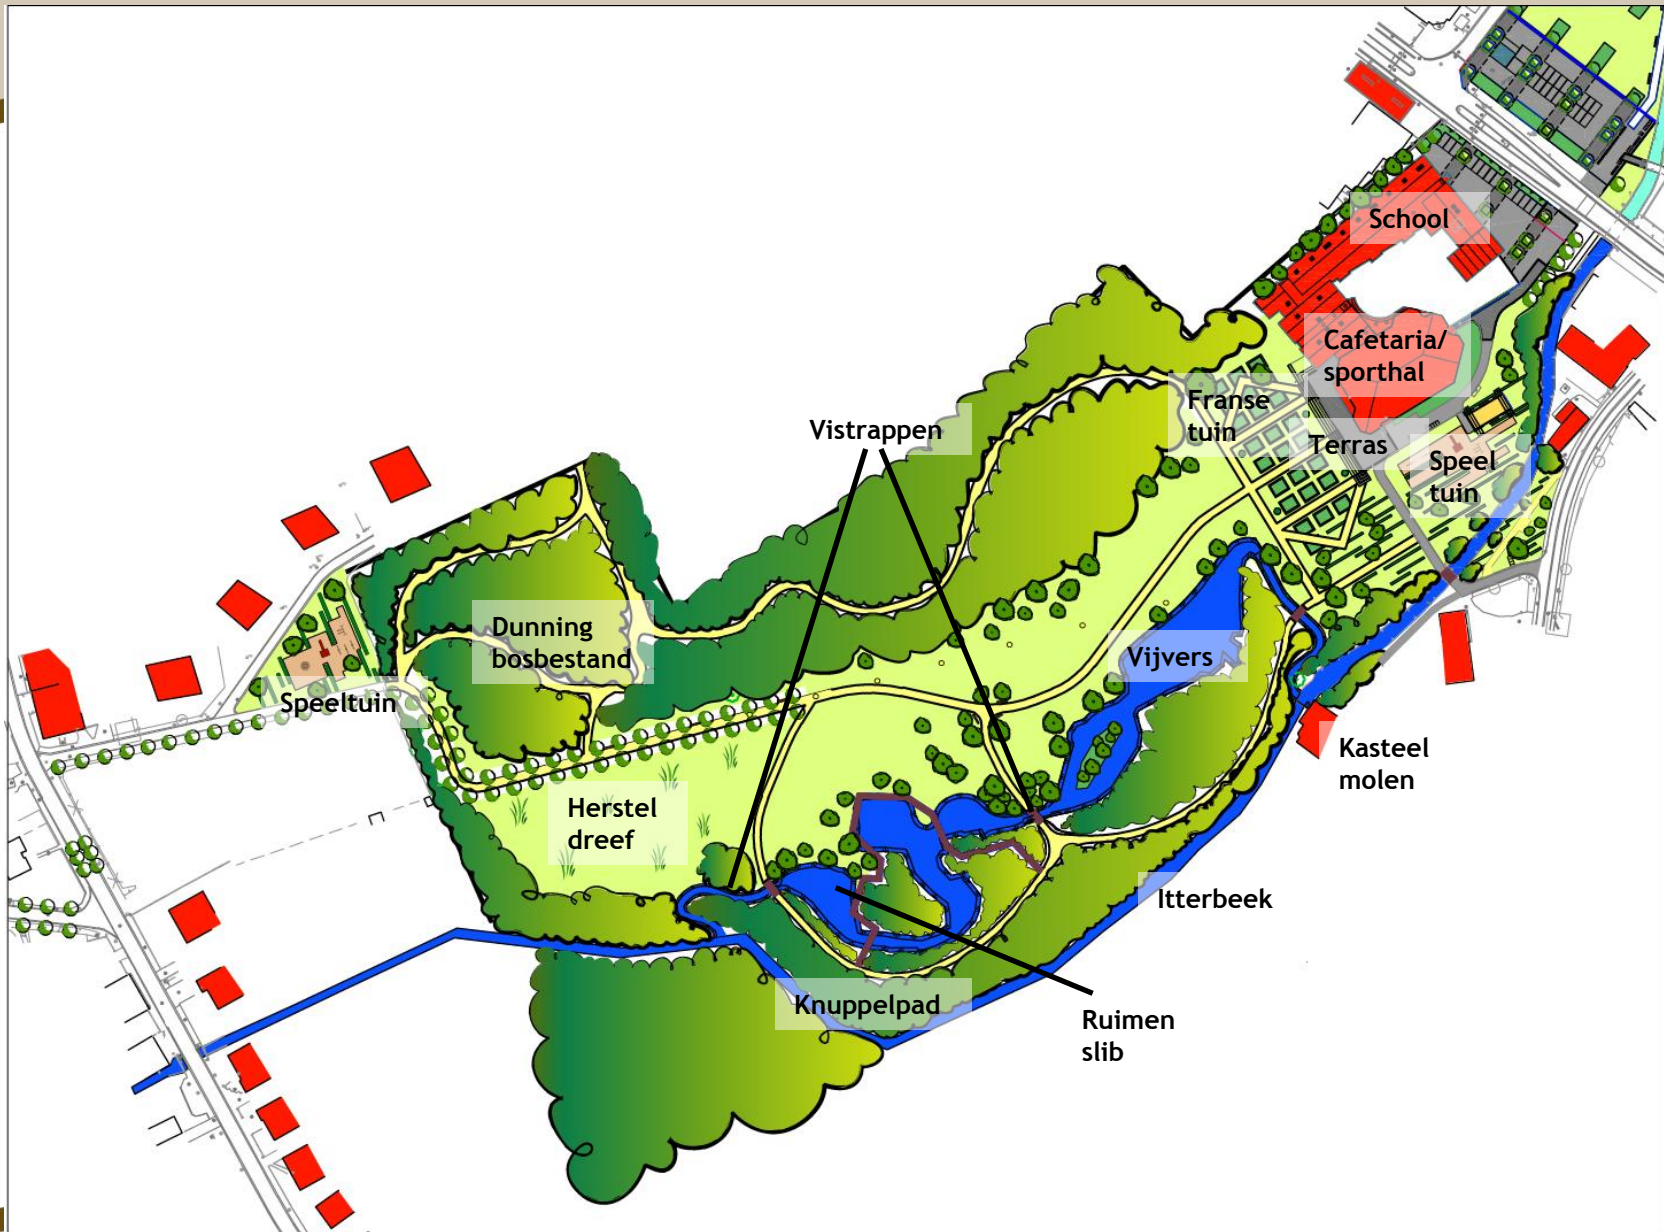 School
Cafetaria/
sporthal
Franse
tuin
Vistrappen
Terras
Speel
tuin
Dunning
bosbestand
Vijvers
Speeltuin
Kasteel
molen
Herstel
dreef
Itterbeek
Knuppelpad
Ruimen
slib